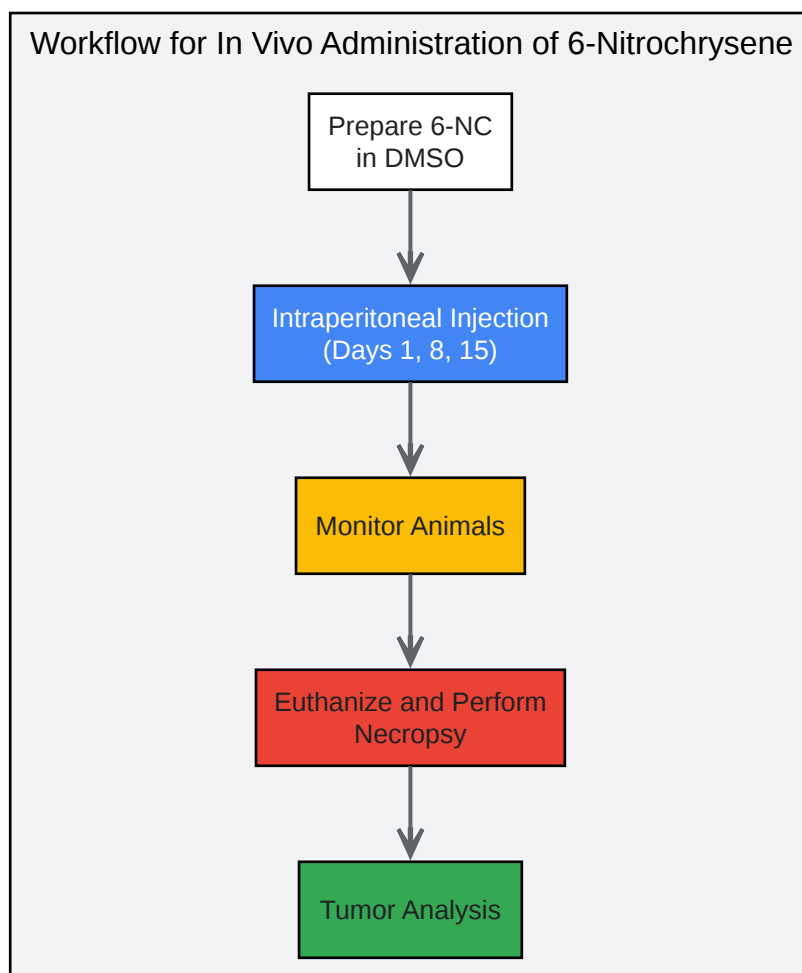 Workflow for In Vivo Administration of 6-Nitrochrysene
Prepare 6-NC
in DMSO
Intraperitoneal Injection
(Days 1, 8, 15)
Monitor Animals
Euthanize and Perform
Necropsy
Tumor Analysis